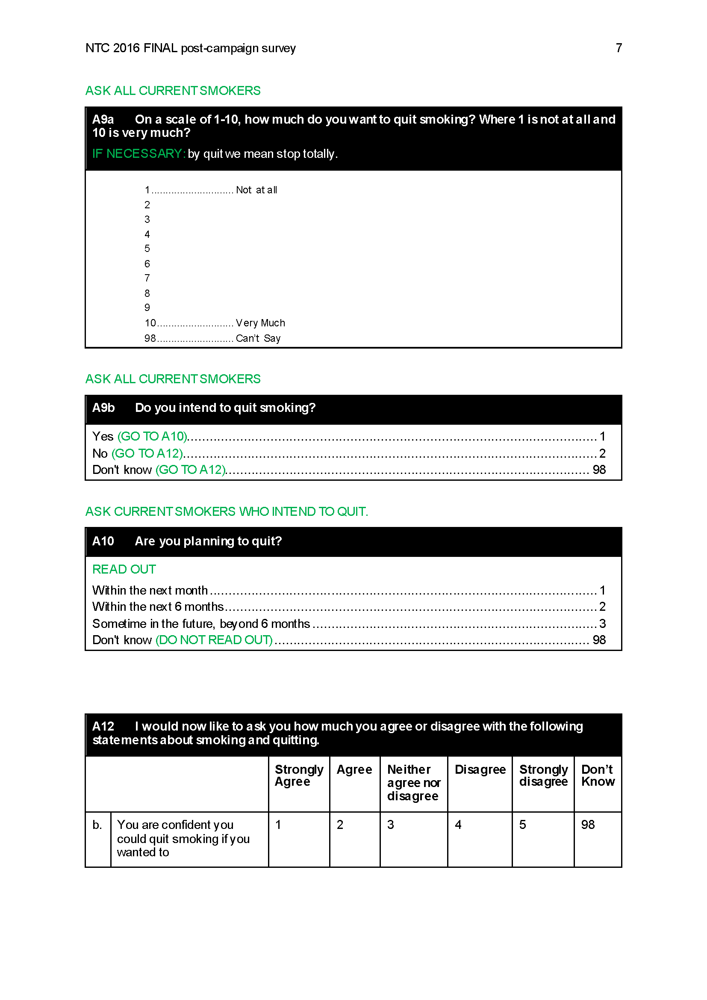 NTC 2016 FINAL post-campaign survey 7
ASK ALL CURRENT SMOKERS
A9a On a scale of 1-10, how much do you want to quit smoking? Where 1 is not at all and
10 is very much?
IF NECESSARY: by quit we mean stop totally.
1............................. Not at all
2
3
4
5
6
7
8
9
10........................... Very Much
98........................... Can't Say
ASK ALL CURRENT SMOKERS
A9b Do you intend to quit smoking?
Yes (GO TO A10)............................................................................................................ 1
No (GO TO A12)............................................................................................................. 2
Don't know (GO TO A12)................................................................................................ 98
ASK CURRENT SMOKERS WHO INTEND TO QUIT.
A10 Are you planning to quit?
READ OUT
Within the next month ...................................................................................................... 1
Within the next 6 months.................................................................................................. 2
Sometime in the future, beyond 6 months ........................................................................... 3
Don't know (DO NOT READ OUT) ................................................................................... 98
A12 I would now like to ask you how much you agree or disagree with the following
statements about smoking and quitting.
Strongly Agree Neither Disagree Strongly Don't
Agree agree nor disagree Know
disagree
b. You are confident you 1 2 3 4 5 98
could quit smoking if you
wanted to